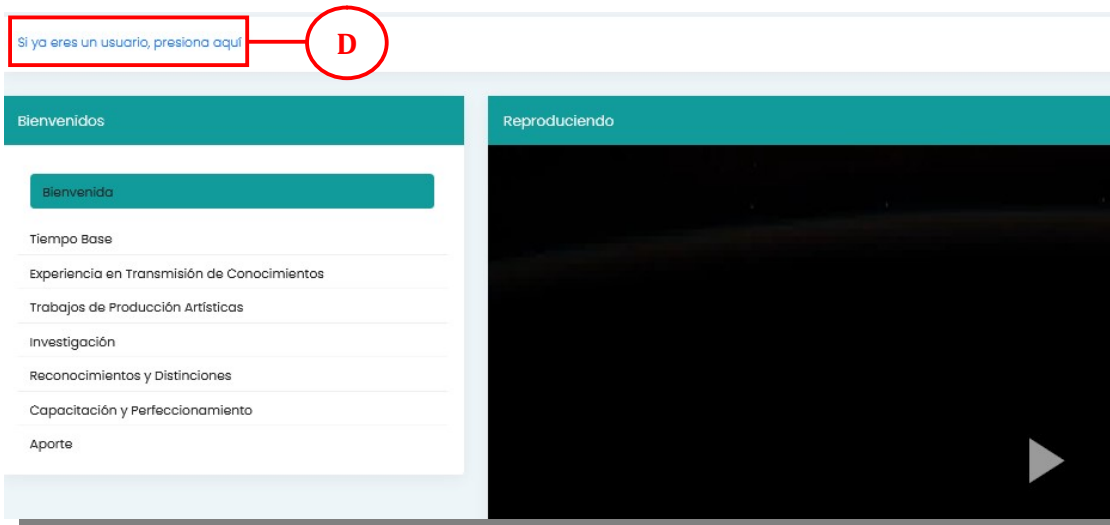 Si ya eres un usuario, presiona aquí
D
Bienvenidos
Bienvenida
Tiempo Base
Experiencia en Transmisión de Conocimientos
Trabajos de Producción Artísticas
Investigación
Reconocimientos y Distinciones
Capacitación y Perfeccionamiento
Aporte
Reproduciendo